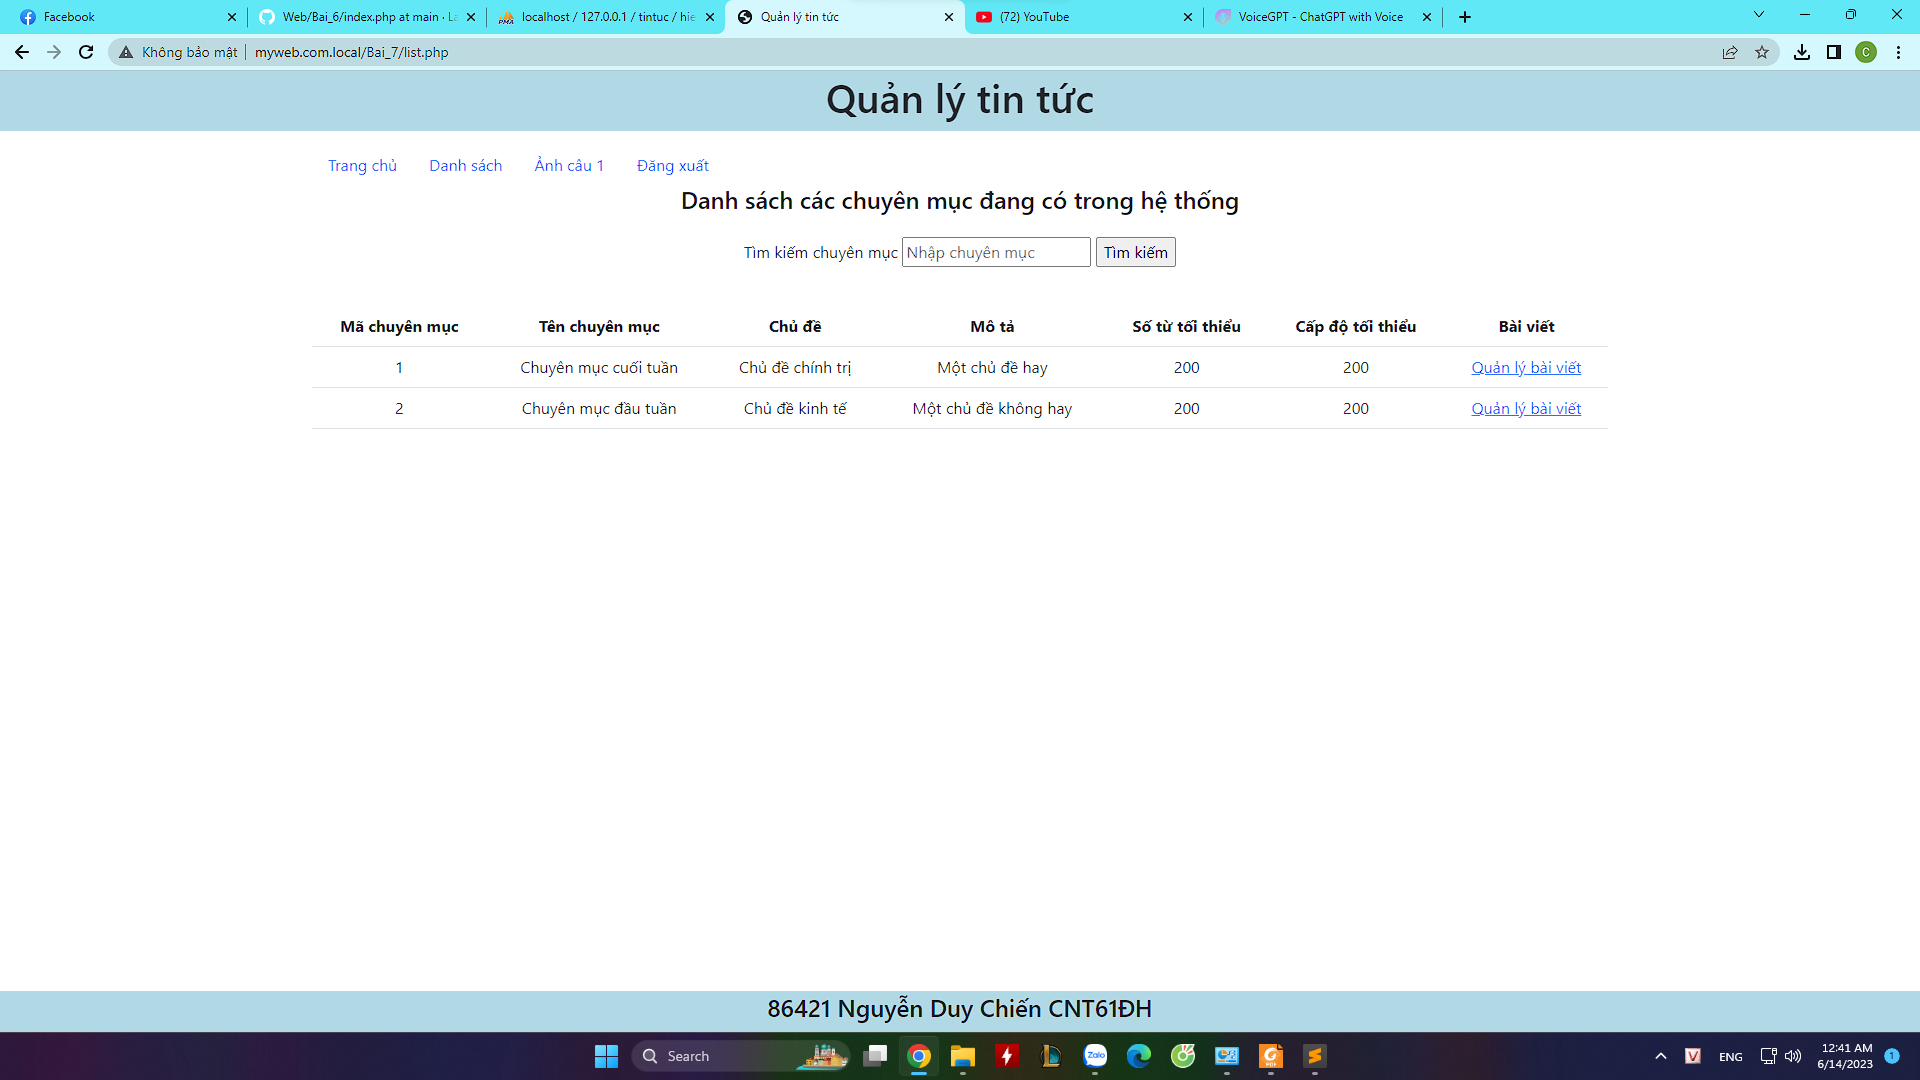 Facebook
Web/Bai_6/index.php at main · La
localhost / 127.0.0.1 / tintuc / hie
Quản lý tin tức
(72) YouTube
VoiceGPT - ChatGPT with Voice
Không bảo mật
myweb.com.local/Bai_7/list.php
C
Quản lý tin tức
Trang chủ Danh sách Ảnh câu 1 Đăng xuất
Danh sách các chuyên mục đang có trong hệ thống
Tìm kiếm chuyên mục Nhập chuyên mục Tìm kiếm
Mã chuyên mục Tên chuyên mục Chủ đề Mô tả Số từ tối thiểu Cấp độ tối thiểu Bài viết
1 Chuyên mục cuối tuần Chủ đề chính trị Một chủ đề hay 200 200 Quản lý bài viết
2 Chuyên mục đầu tuần Chủ đề kinh tế Một chủ đề không hay 200 200 Quản lý bài viết
86421 Nguyễn Duy Chiến CNT61ĐH
Search
Zalo
V
ENG
12:41 AM
6/14/2023
1